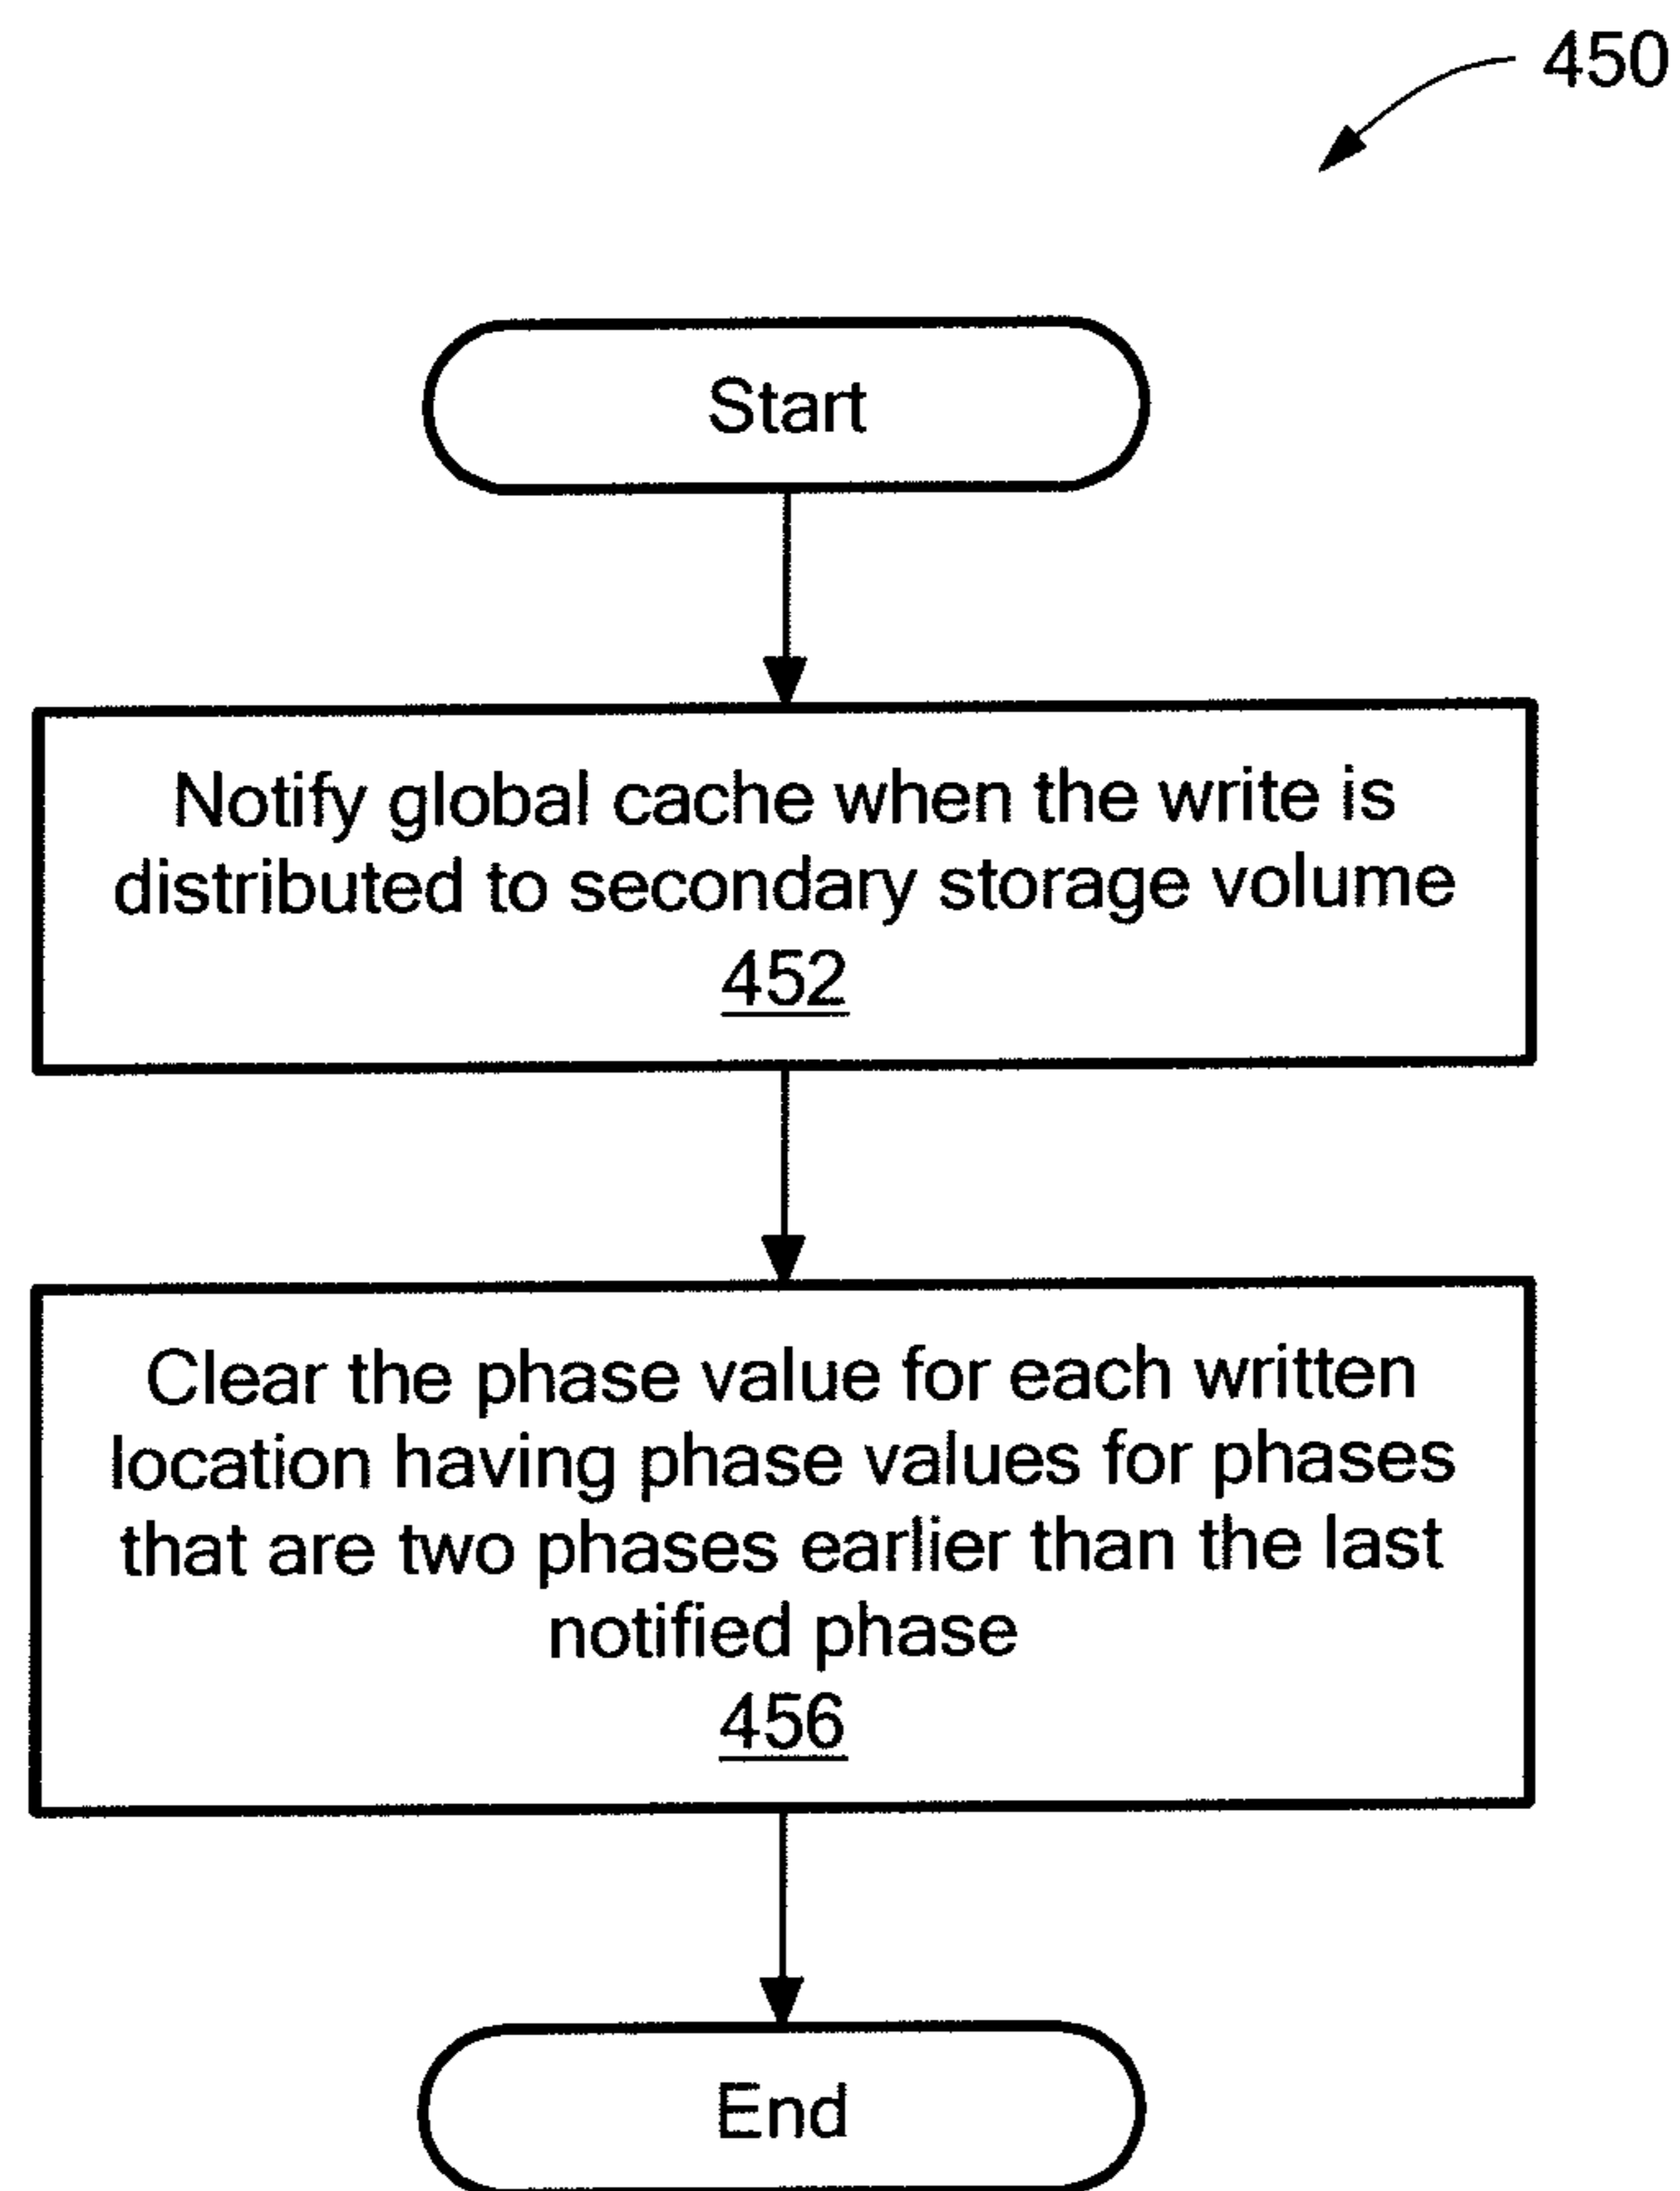 450
Start
Notify global cache when the write is
distributed to secondary storage volume
452
Clear the phase value for each written
location having phase values for phases
that are two phases earlier than the last
notified phase
456
End